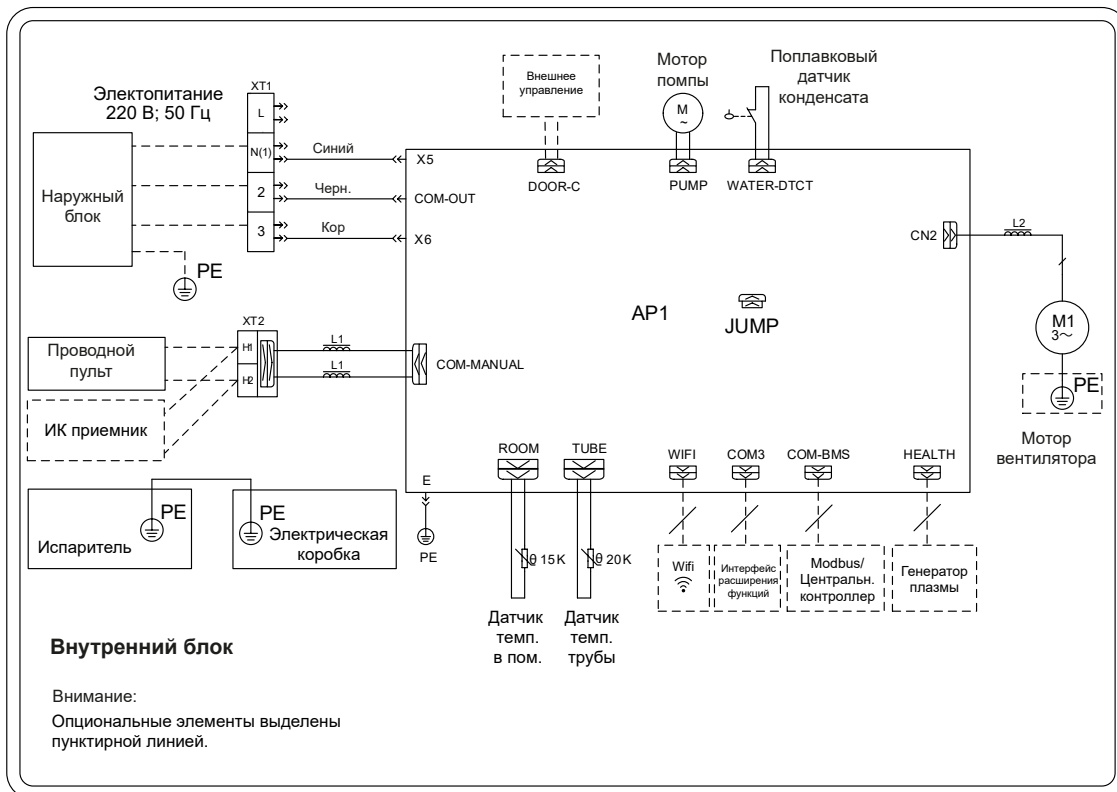 Электопитание
220 В; 50 Гц
XT1
L
N(1)
2
3
Наружный
блок
PE
Синий
Черн.
Кор
X5
COM-OUT
X6
Внешнее
управление
DOOR-C
Мотор
помпы
M
~
PUMP
Поплавковый
датчик
конденсата
WATER-DTCT
CN2
L2
M1
3~
PE
Мотор
вентилятора
AP1
JUMP
Проводной
пульт
ИК приемник
XT2
H1
H2
L1
L1
COM-MANUAL
Испаритель
PE
PE
Электрическая
коробка
E
PE
ROOM
TUBE
θ 15K
θ 20K
Датчик
темп.
в пом.
Датчик
темп.
трубы
WIFI
COM3
COM-BMS
HEALTH
Wifi
Интерфейс
расширения
функций
Modbus/
Центральн.
контроллер
Генератор
плазмы
Внутренний блок
Внимание:
Опциональные элементы выделены
пунктирной линией.